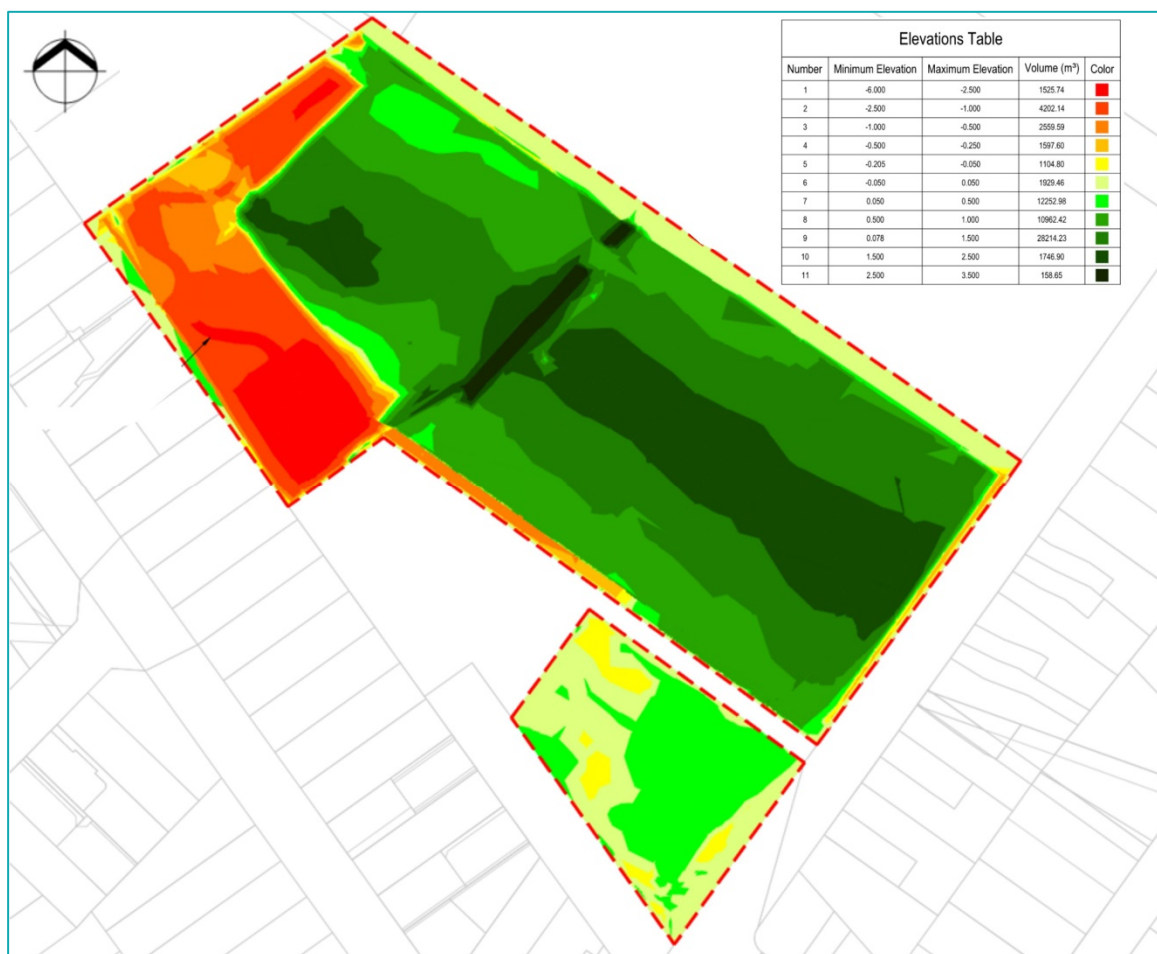 Elevations Table
Number Minimum Elevation Maximum Elevation Volume (m³) Color
1 -6.000 -2.500 1525.74
2 -2.500 -1.000 4202.14
3 -1.000 -0.500 2559.59
4 -0.500 -0.250 1597.60
5 -0.205 -0.050 1104.80
6 -0.050 0.050 1929.46
7 0.050 0.500 12252.98
8 0.500 1.000 10962.42
9 0.078 1.500 28214.23
10 1.500 2.500 1746.90
11 2.500 3.500 158.65